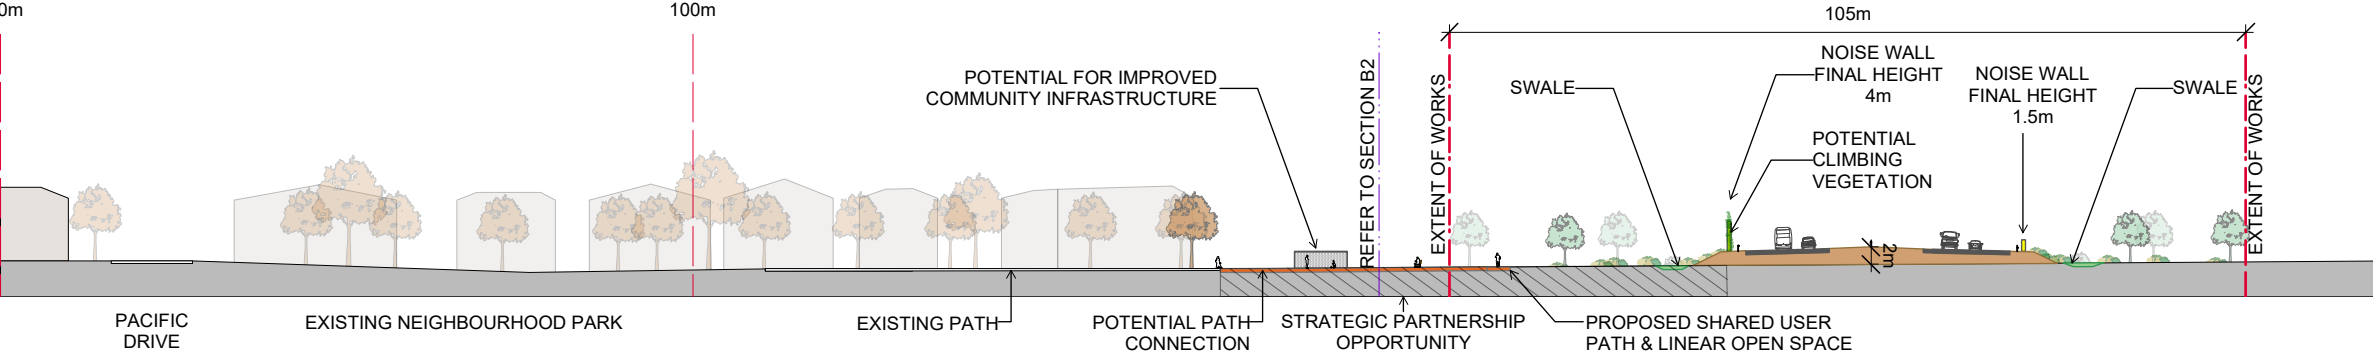 0m
100m
105m
POTENTIAL FOR IMPROVED
COMMUNITY INFRASTRUCTURE
REFER TO SECTION B2
EXTENT OF WORKS
SWALE
NOISE WALL
FINAL HEIGHT
4m
POTENTIAL
CLIMBING
VEGETATION
NOISE WALL
FINAL HEIGHT
1.5m
SWALE
EXTENT OF WORKS
2m
PACIFIC
DRIVE
EXISTING NEIGHBOURHOOD PARK
EXISTING PATH
POTENTIAL PATH
CONNECTION
STRATEGIC PARTNERSHIP
OPPORTUNITY
PROPOSED SHARED USER
PATH & LINEAR OPEN SPACE